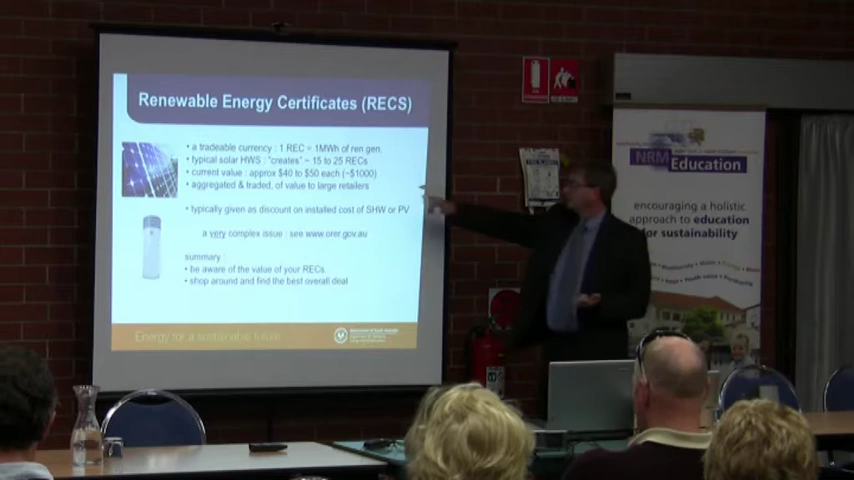 Renewable Energy Certificates (RECS)
• a tradeable currency : 1 REC = 1MWh of ren gen.
• typical solar HWS : "creates" ~ 15 to 25 RECs
• current value : approx $40 to $50 each (~$1000)
• aggregated & traded, of value to large retailers
• typically given as discount on installed cost of SHW or PV
a very complex issue : see www.orer.gov.au
summary :
• be aware of the value of your RECs.
• shop around and find the best overall deal
Energy for a sustainable future
NRM Education
encouraging a holistic
approach to education
for sustainability